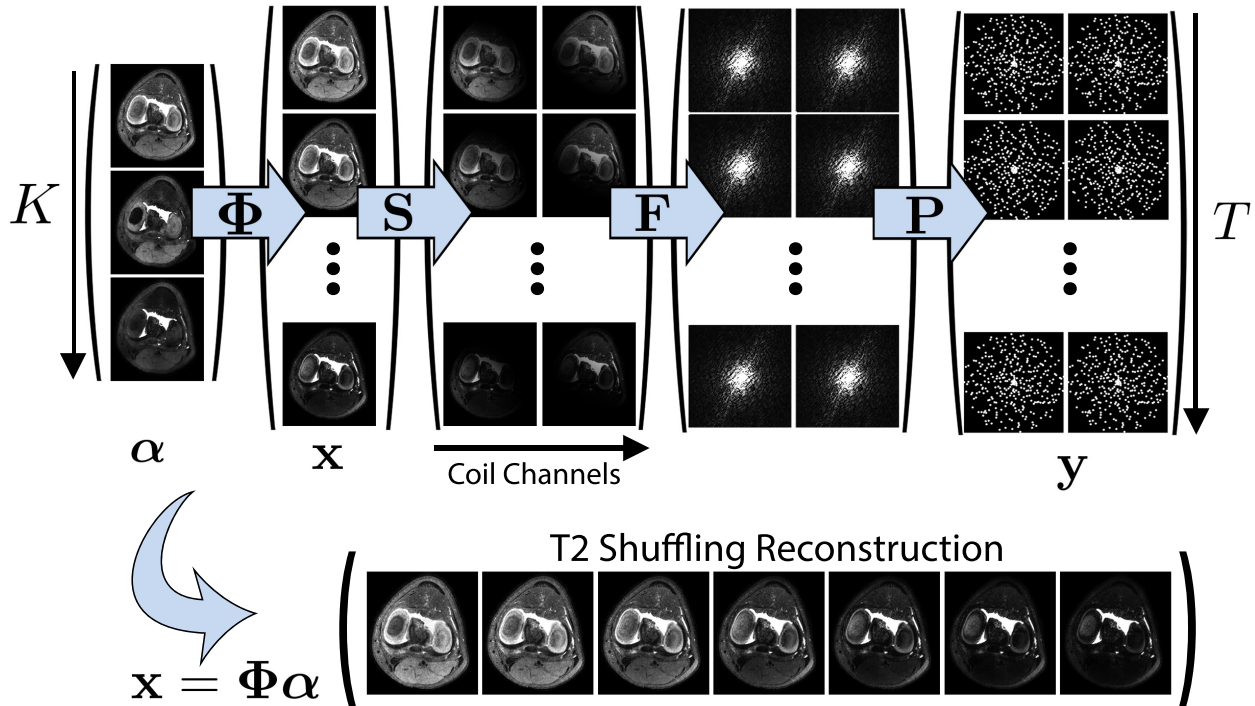 K
Φ
S
F
P
T
α
x
Coil Channels
y
T2 Shuffling Reconstruction
x = Φα